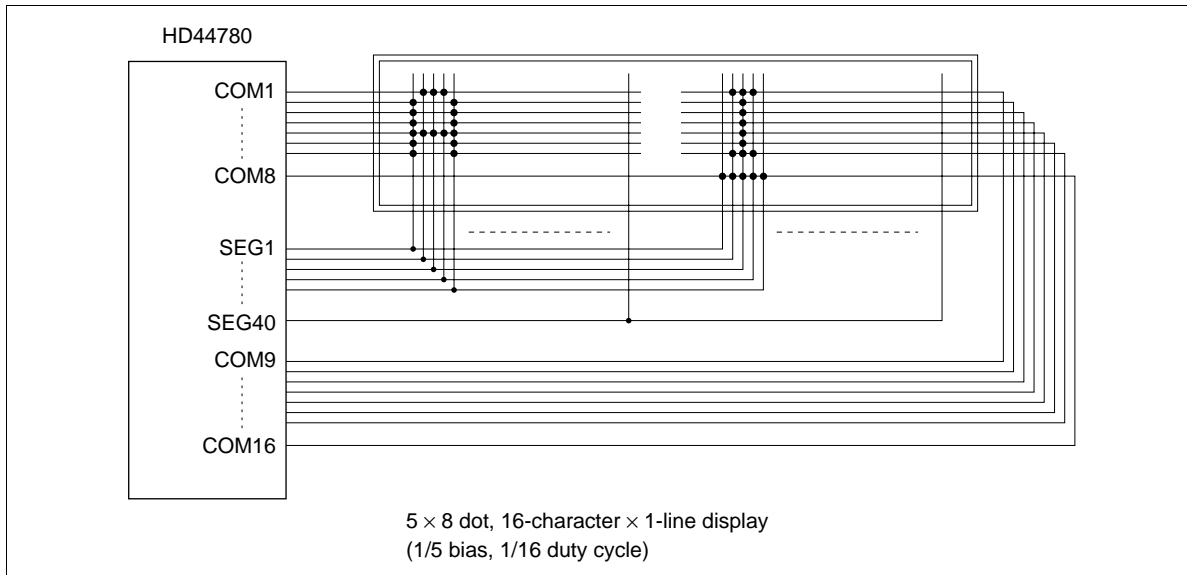 HD44780
COM1
COM8
SEG1
SEG40
COM9
COM16
5 × 8 dot, 16-character × 1-line display
(1/5 bias, 1/16 duty cycle)